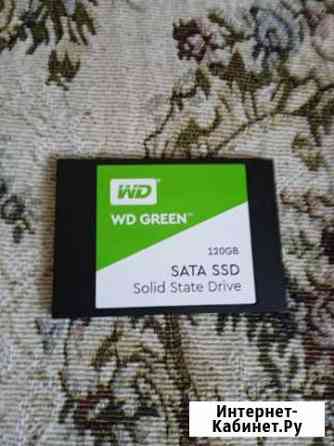 WD
WD GREEN™
120GB
SATA SSD
Solid State Drive
Интернет-
Кабинет.Ру